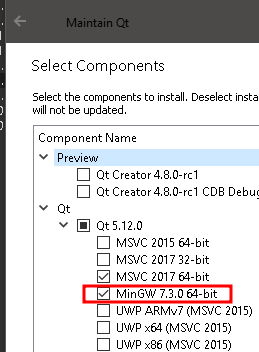 Maintain Qt
Select Components
Select the components to install. Deselect insta
will not be updated.
Component Name
Preview
Qt Creator 4.8.0-rc1
Qt Creator 4.8.0-rc1 CDB Debug
Qt
Qt 5.12.0
MSVC 2015 64-bit
MSVC 2017 32-bit
MSVC 2017 64-bit
MinGW 7.3.0 64-bit
UWP ARMv7 (MSVC 2015)
UWP x64 (MSVC 2015)
UWP x86 (MSVC 2015)